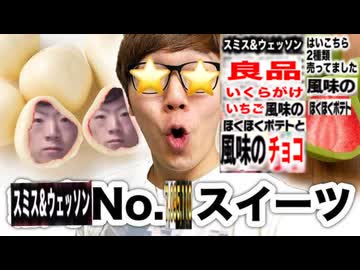 スミス&ウェッソン
良品
いくらがけ
いちご風味の
ほくほくポテトと
風味のチョコ
はいこちら
2種類
売ってました
風味の
ほくほくポテト
スミス&ウェッソン No. スイーツ